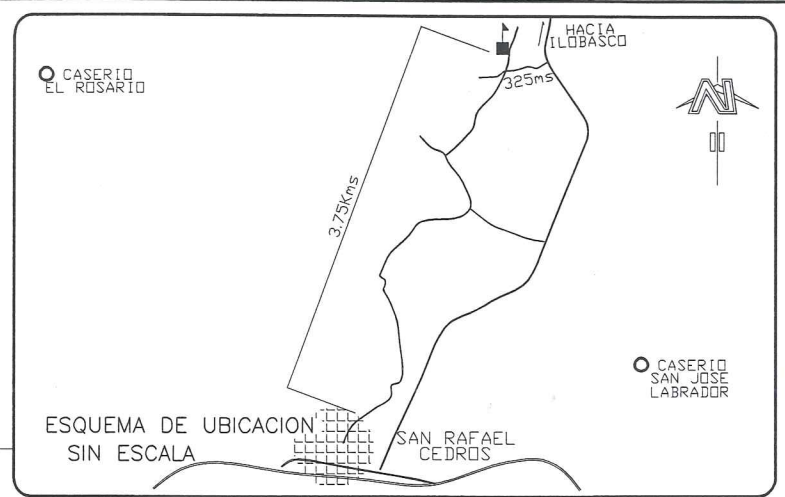 HACIA
ILOBASCO
CASERIO
EL ROSARIO
325ms
N
3.75Kms
CASERIO
SAN JOSE
LABRADOR
ESQUEMA DE UBICACION
SIN ESCALA
SAN RAFAEL
CEDROS